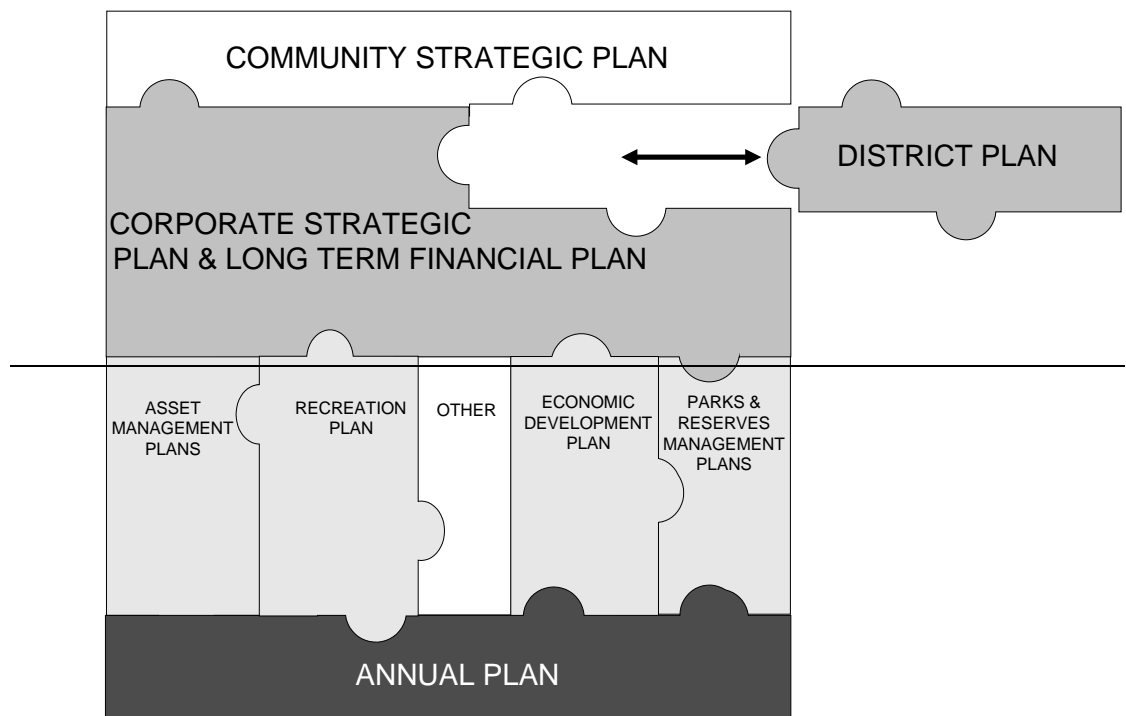 COMMUNITY STRATEGIC PLAN
DISTRICT PLAN
CORPORATE STRATEGIC
PLAN & LONG TERM FINANCIAL PLAN
ASSET
MANAGEMENT
PLANS
RECREATION
PLAN
OTHER
ECONOMIC
DEVELOPMENT
PLAN
PARKS &
RESERVES
MANAGEMENT
PLANS
ANNUAL PLAN